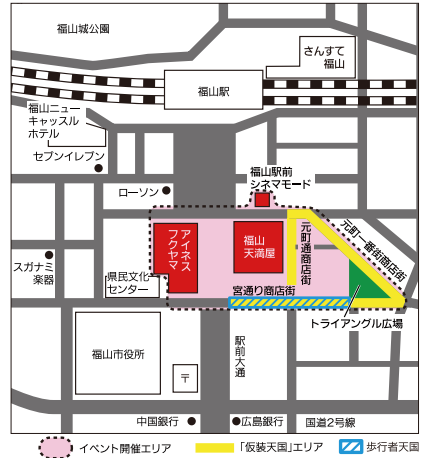 福山城公園
さんすて
福山
福山駅
福山ニュー
キャッスル
ホテル
セブンイレブン
福山駅前
シネマモード
ローソン
元町一番街商店街
元町通商店街
アイネス
フクヤマ
福山
天満屋
スガナミ
楽器
県民文化
センター
宮通り商店街
トライアングル広場
駅前大通
福山市役所
〒
中国銀行
広島銀行
国道2号線
イベント開催エリア
「仮装天国」エリア
歩行者天国